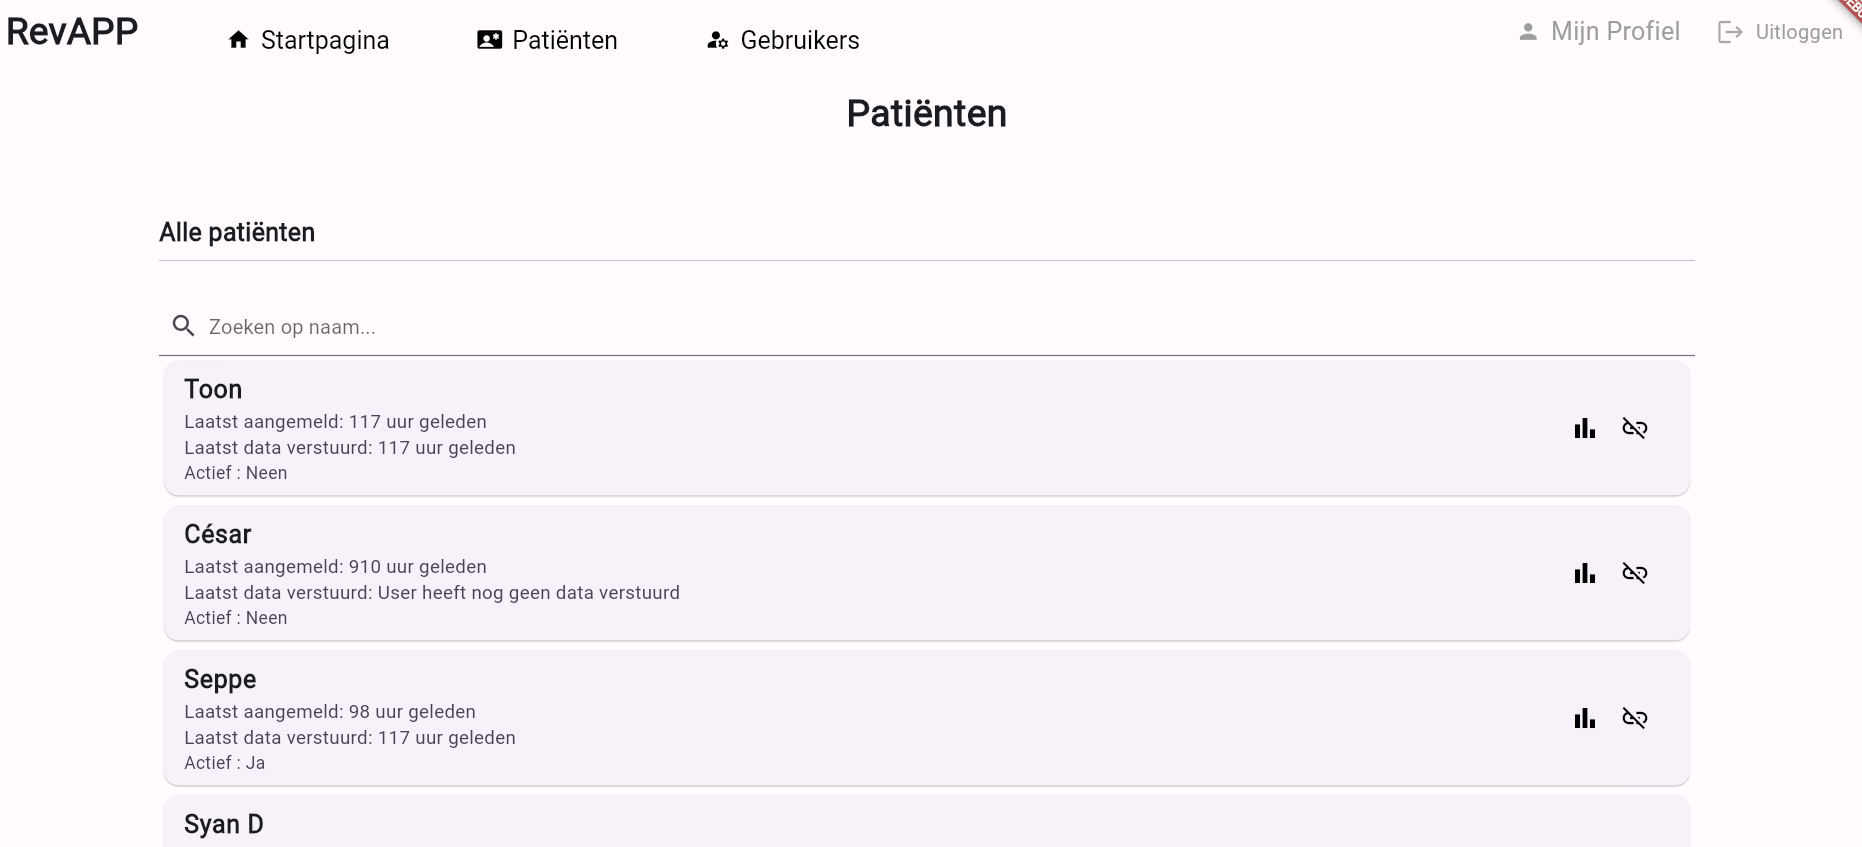 RevAPP
Startpagina
Patiënten
Gebruikers
Mijn Profiel
Uitloggen
Patiënten
Alle patiënten
Zoeken op naam...
Toon
Laatst aangemeld: 117 uur geleden
Laatst data verstuurd: 117 uur geleden
Actief : Neen
César
Laatst aangemeld: 910 uur geleden
Laatst data verstuurd: User heeft nog geen data verstuurd
Actief : Neen
Seppe
Laatst aangemeld: 98 uur geleden
Laatst data verstuurd: 117 uur geleden
Actief : Ja
Syan D